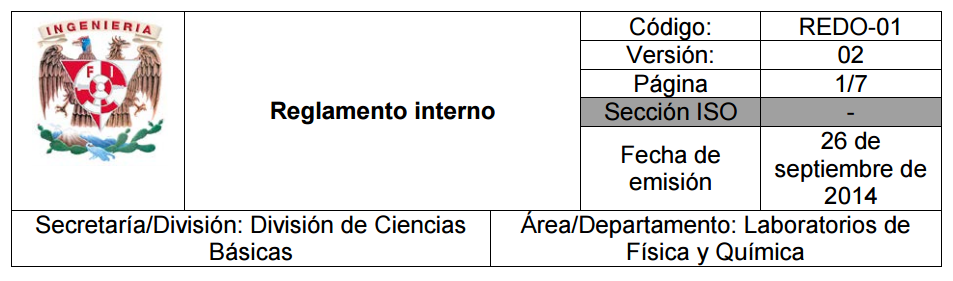 INGENIERIA
F I
Reglamento interno
Código: REDO-01
Versión: 02
Página 1/7
Sección ISO -
Fecha de
emisión
26 de
septiembre de
2014
Secretaría/División: División de Ciencias
Básicas
Área/Departamento: Laboratorios de
Física y Química